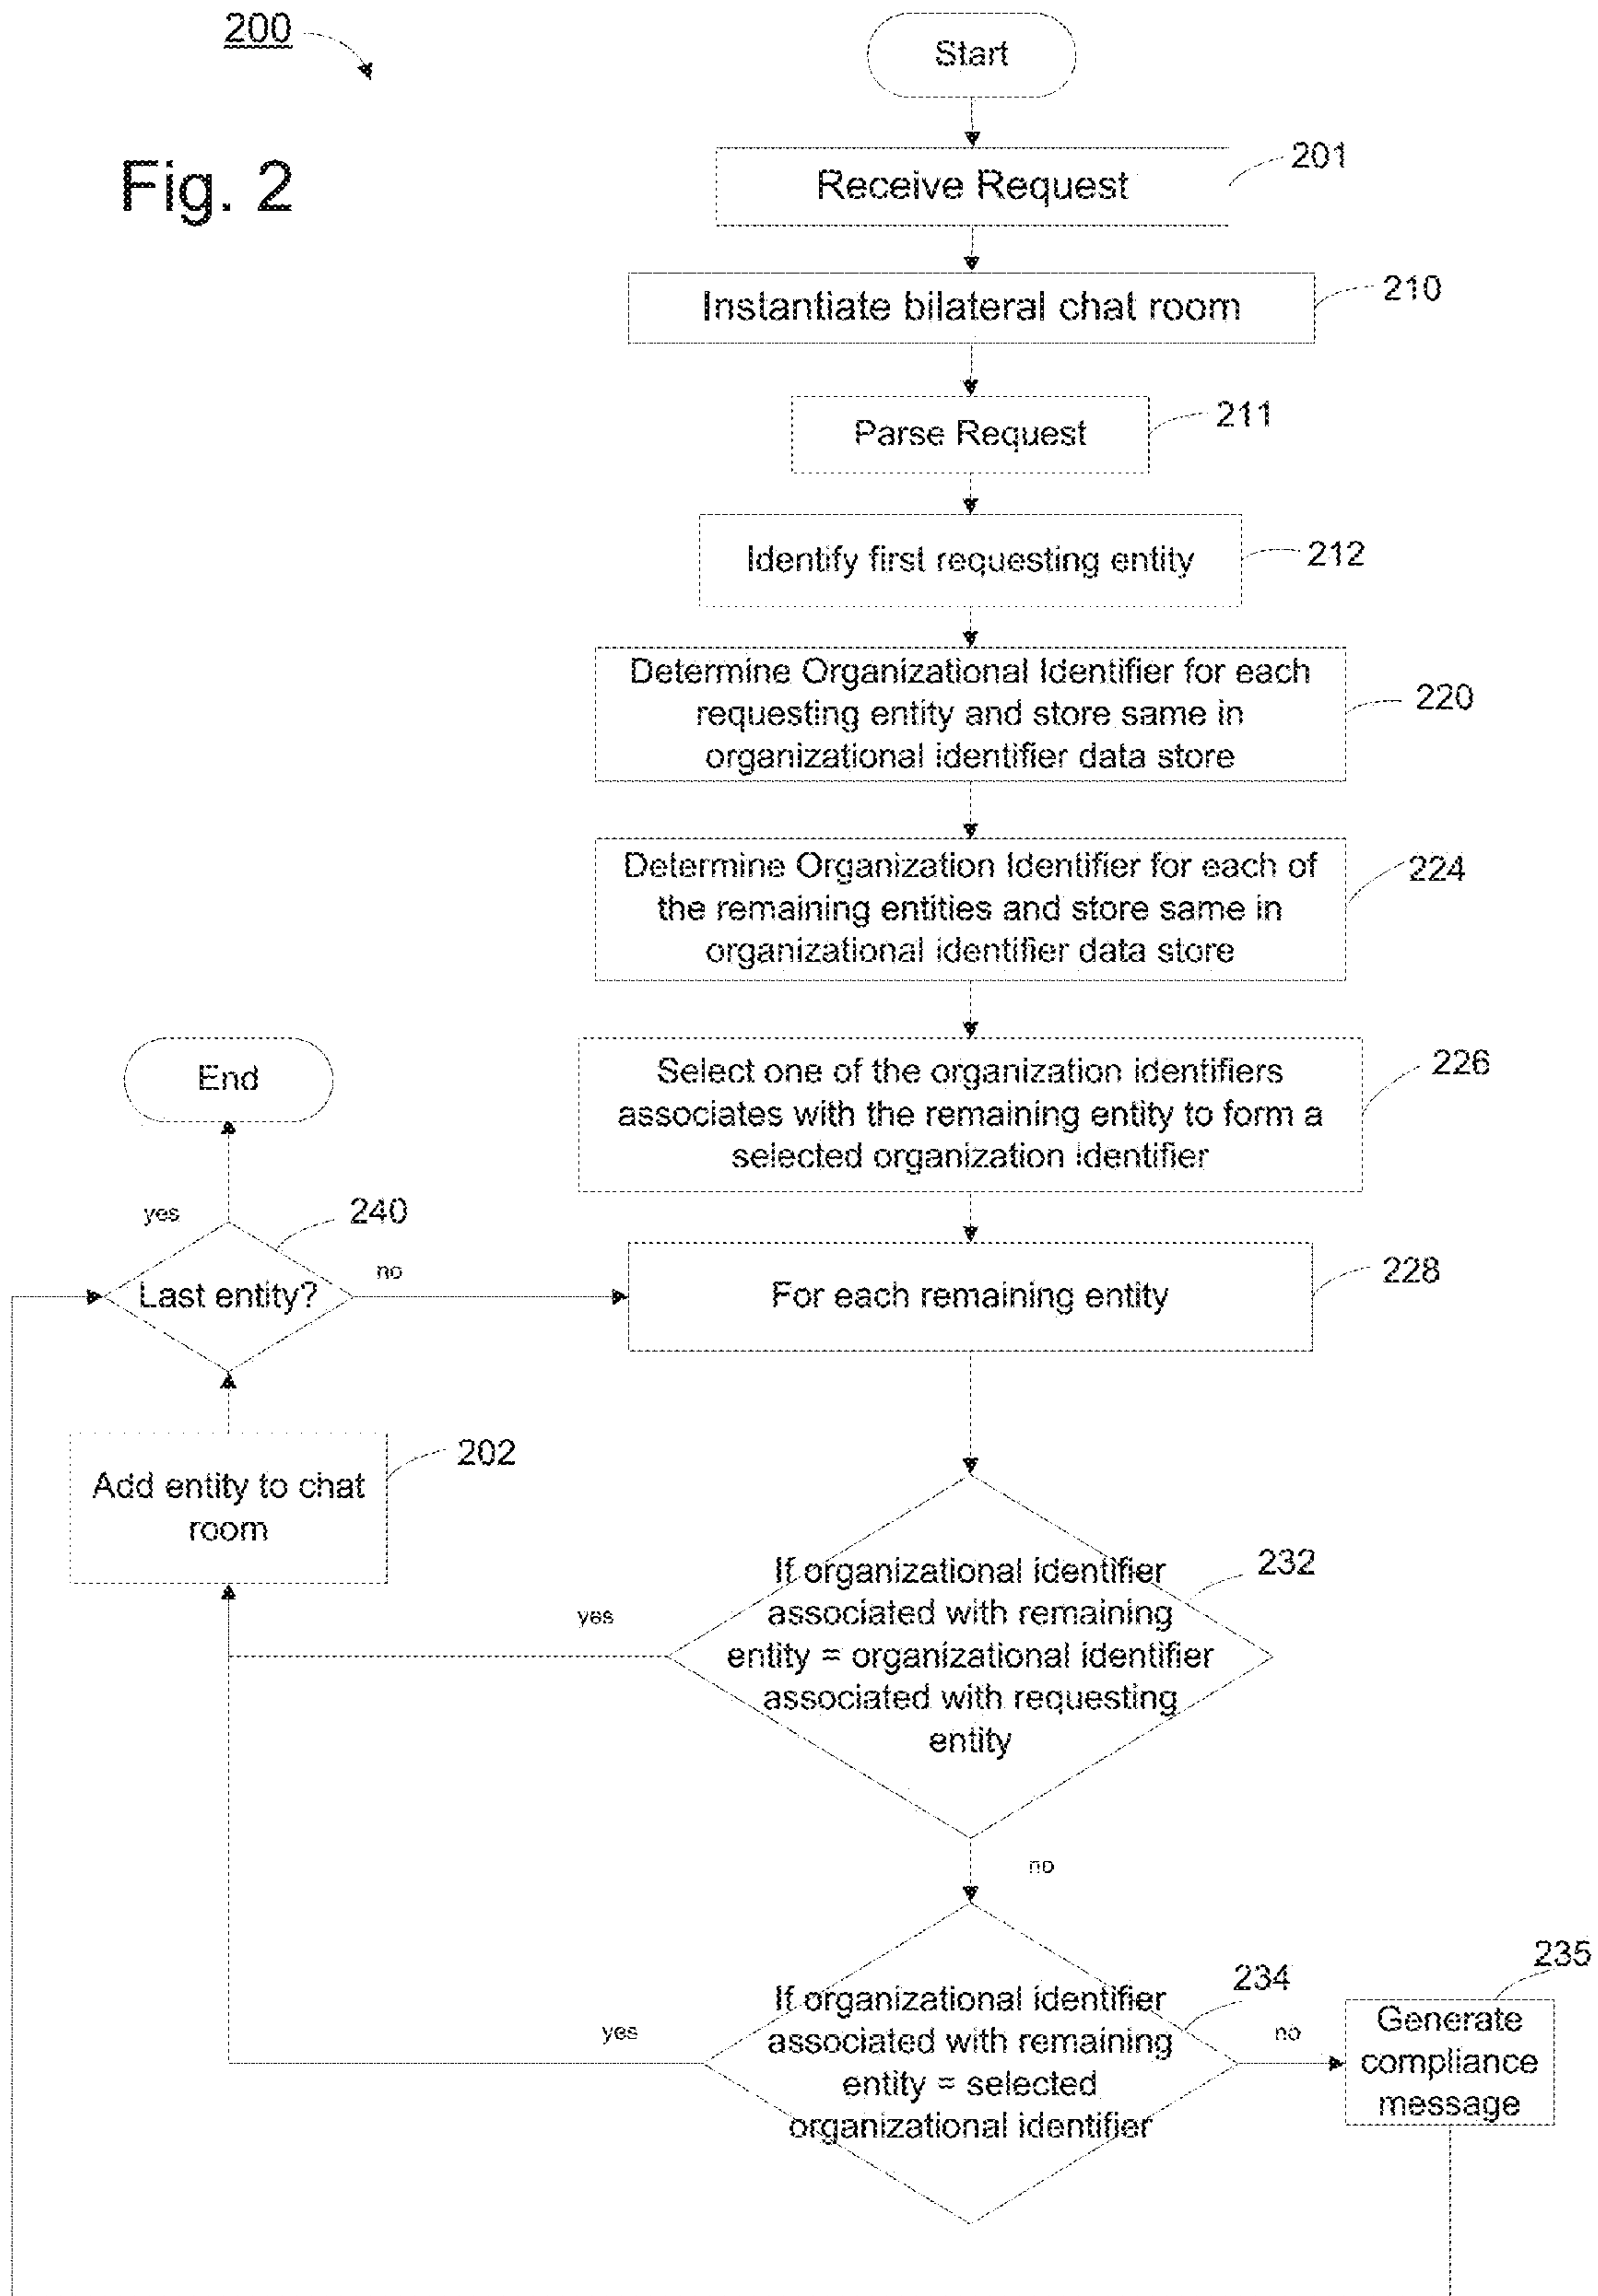 200
Fig. 2
Start
Receive Request
201
Instantiate bilateral chat room
210
Parse Request
211
Identify first requesting entity
212
Determine Organizational Identifier for each
requesting entity and store same in
organizational identifier data store
220
Determine Organization Identifier for each of
the remaining entities and store same in
organizational identifier data store
224
Select one of the organization identifiers
associates with the remaining entity to form a
selected organization identifier
226
End
yes
240
Last entity?
no
For each remaining entity
228
Add entity to chat
room
202
If organizational identifier
associated with remaining
entity = organizational identifier
associated with requesting
entity
232
yes
no
If organizational identifier
associated with remaining
entity = selected
organizational identifier
234
yes
no
Generate
compliance
message
235